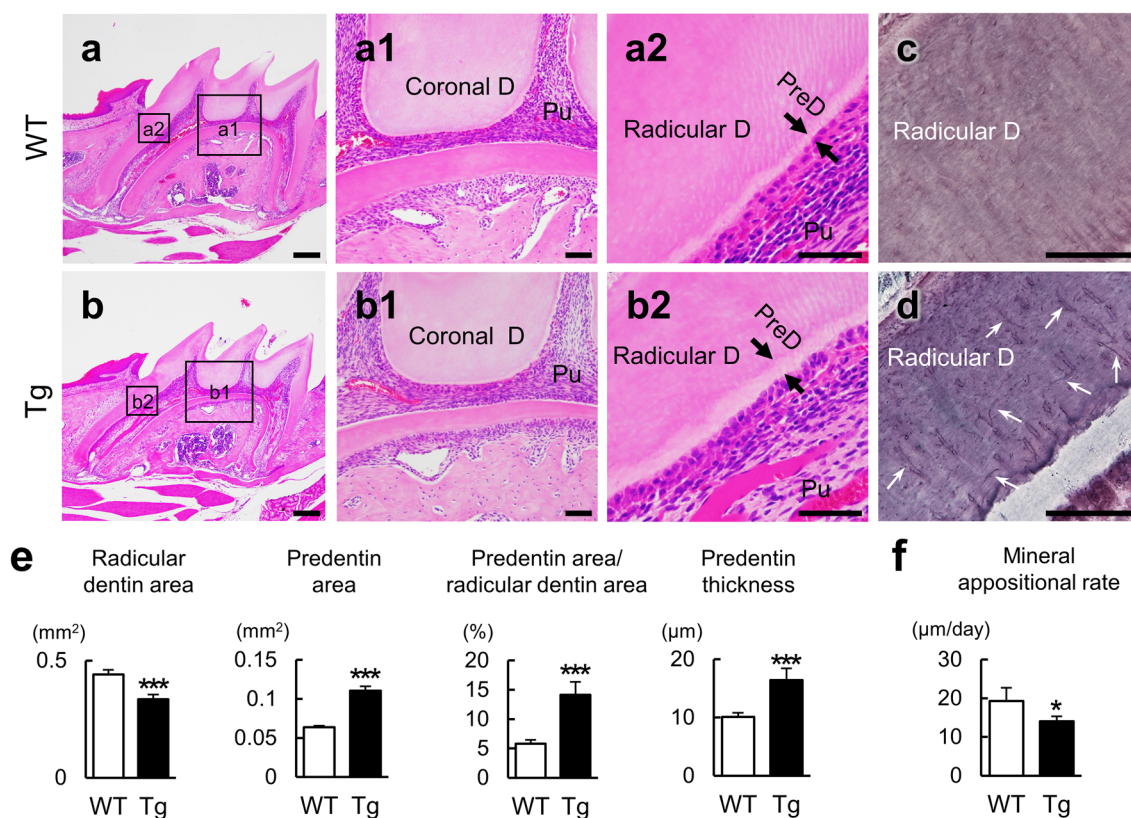 a
a1
a2
c
WT
a2
a1
Coronal D
Pu
Radicular D
PreD
Pu
Radicular D
b
b1
b2
d
Tg
b2
b1
Coronal D
Pu
Radicular D
PreD
Pu
Radicular D
e
Radicular
dentin area
(mm²)
0.5
0
***
WT Tg
Predentin
area
(mm²)
0.15
0.1
0.05
0
***
WT Tg
Predentin area/
radicular dentin area
(%)
20
15
10
5
0
***
WT Tg
Predentin
thickness
(µm)
20
10
0
***
WT Tg
f
Mineral
appositional rate
(µm/day)
30
20
10
0
*
WT Tg